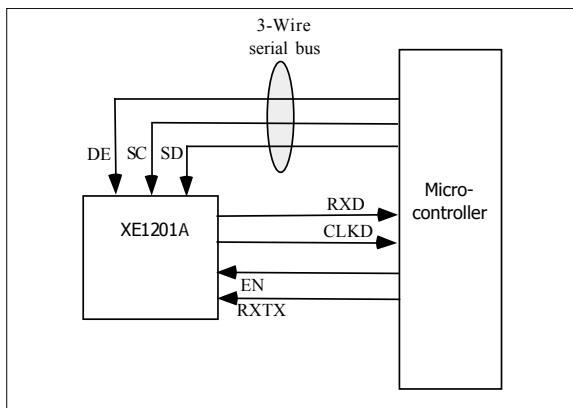 3-Wire
serial bus
DE
SC
SD
Micro-
controller
XE1201A
RXD
CLKD
EN
RXTX